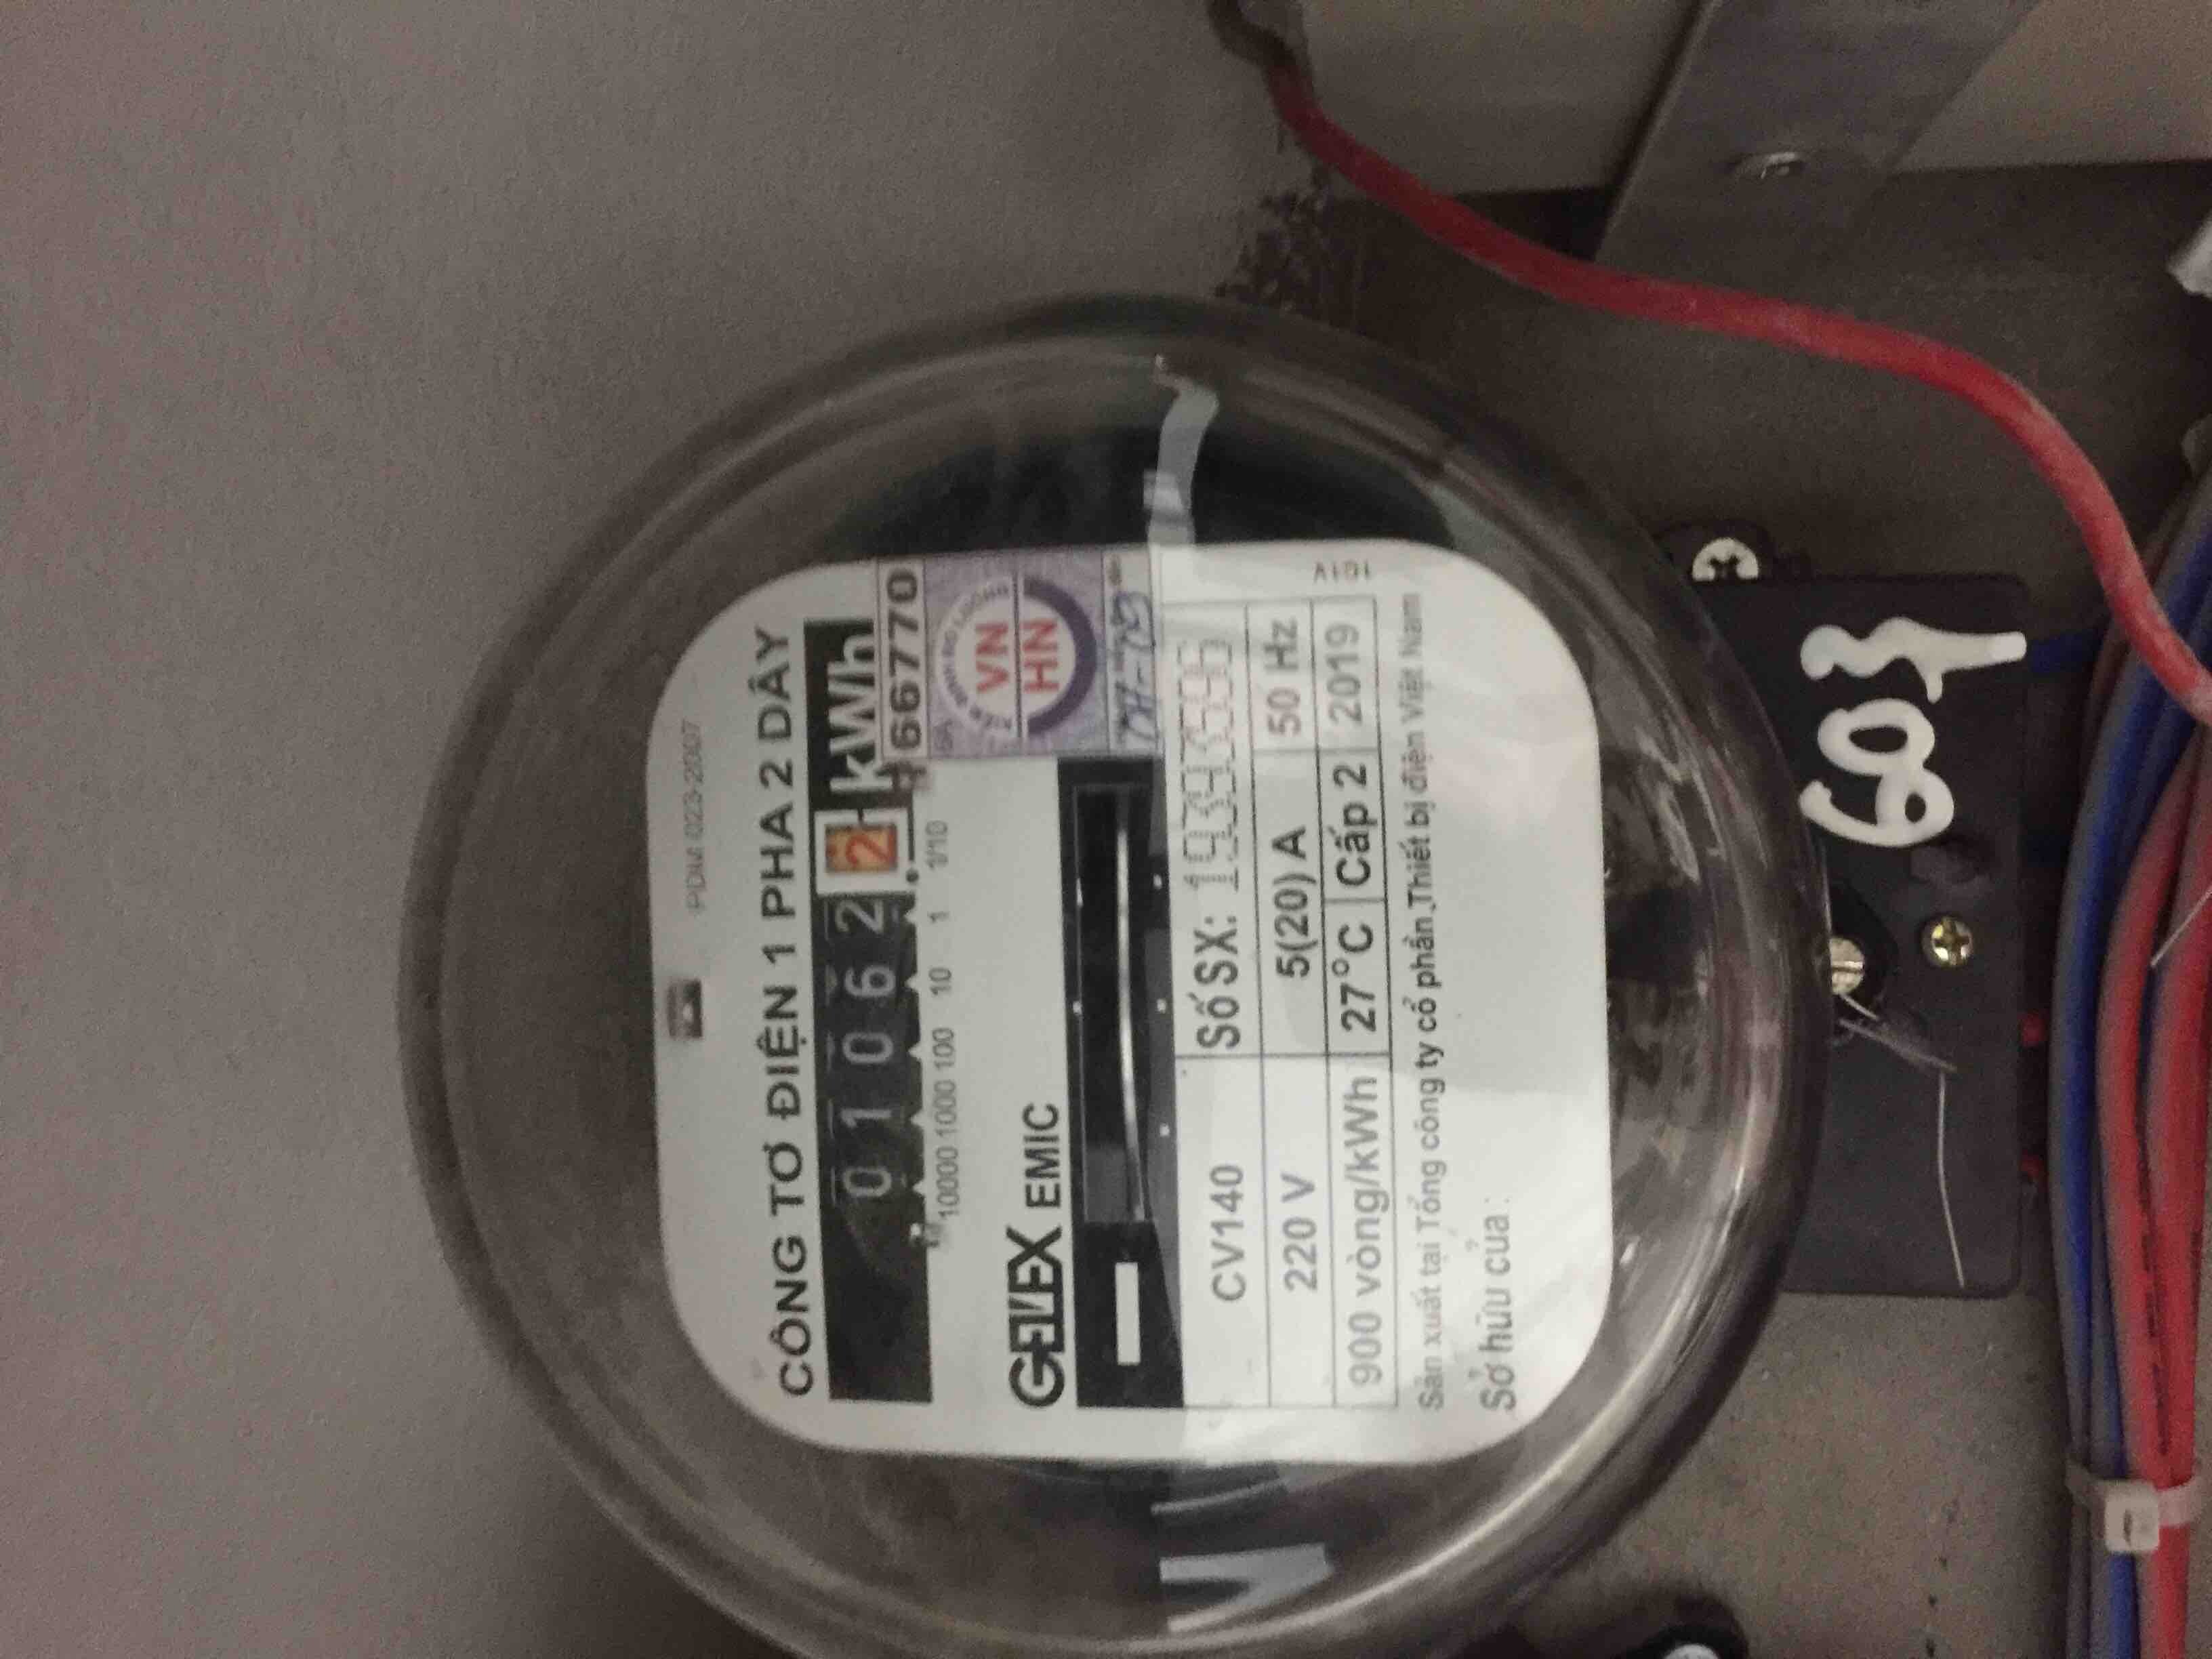 PDM 023-2007
CÔNG TƠ ĐIỆN 1 PHA 2 DÂY
0 1 0 6 2 2 kWh
10000 1000 100 10 1 1/10
666770
VN
HN
GELEX EMIC
CV140 Số SX:
220 V 5(20) A 50 Hz
900 vòng/kWh 27°C Cấp 2 2019
Sản xuất tại Tổng công ty cổ phần Thiết bị điện Việt Nam
Sở hữu của :